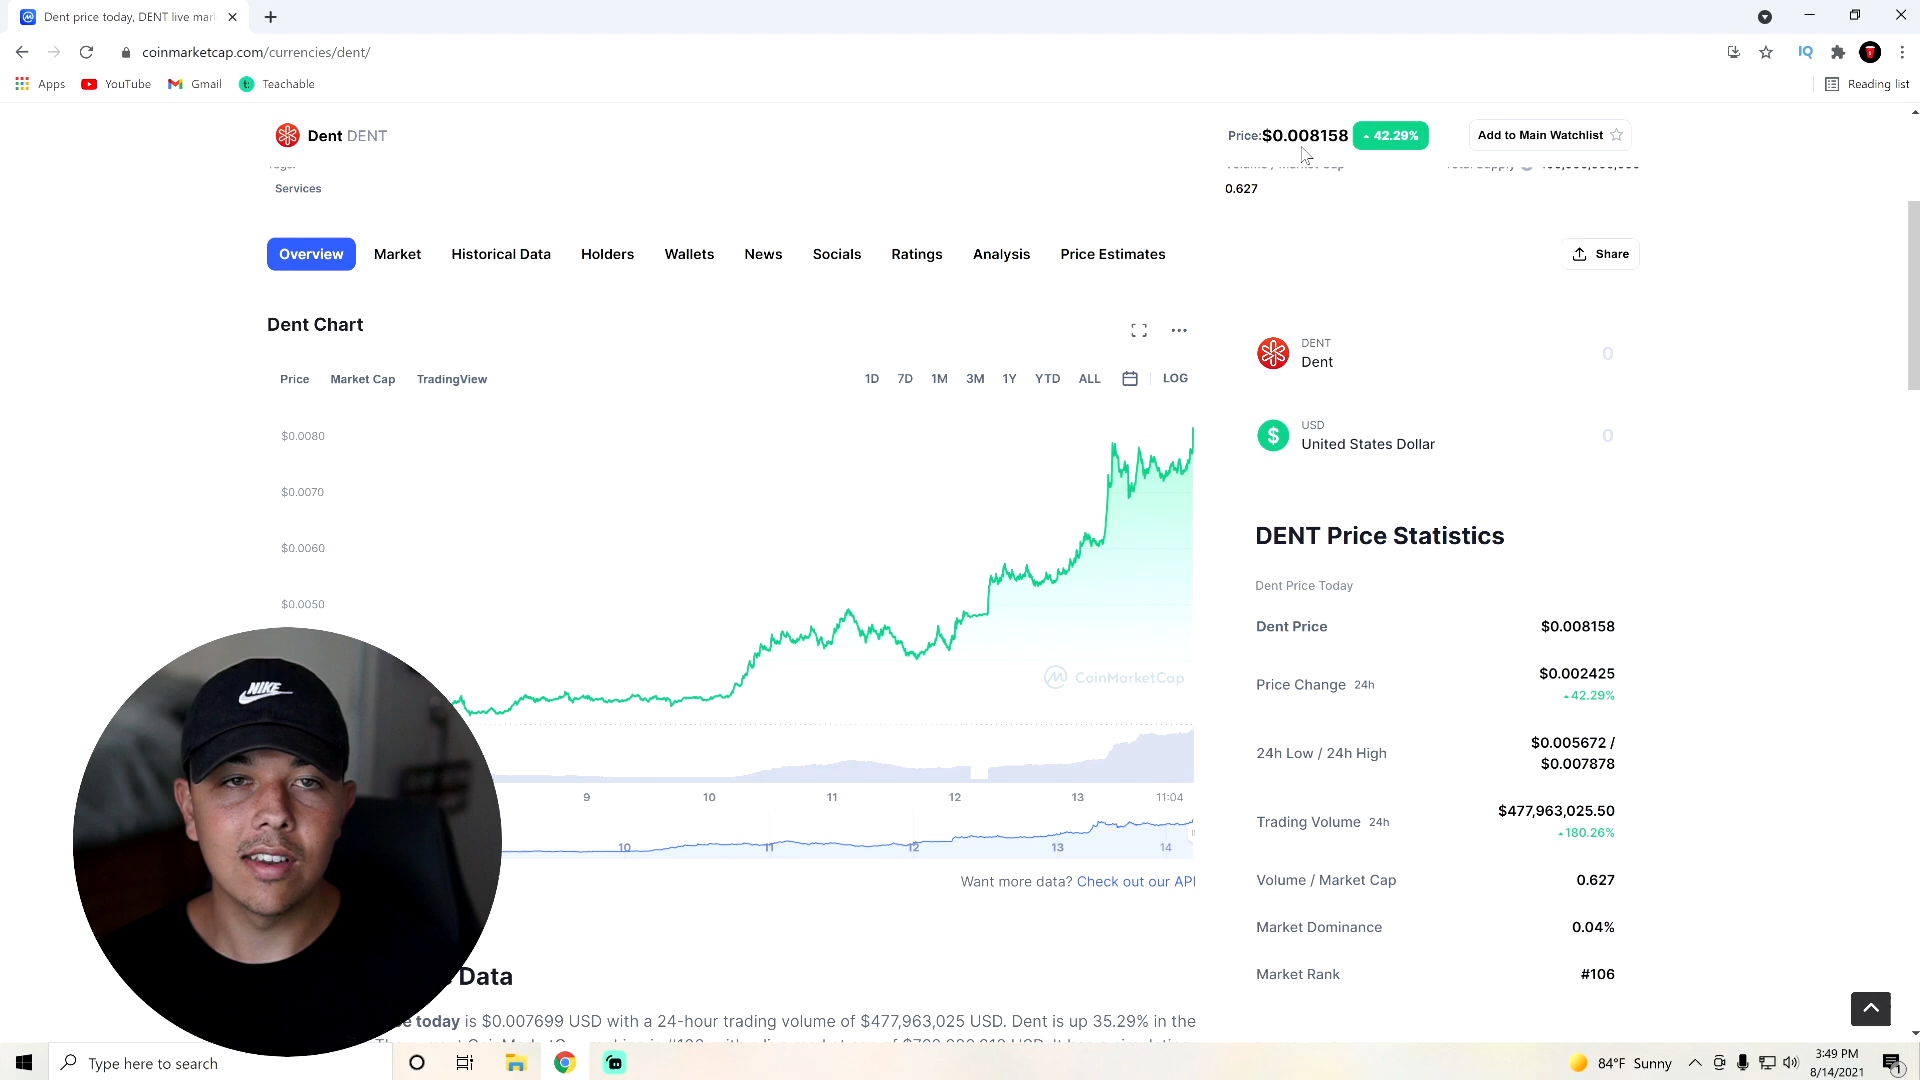 Dent price today, DENT live mar
coinmarketcap.com/currencies/dent/
IQ
Apps YouTube Gmail t: Teachable Reading list
Dent DENT Price:$0.008158 42.29% Add to Main Watchlist
Services 0.627
Overview Market Historical Data Holders Wallets News Socials Ratings Analysis Price Estimates Share
Dent Chart
Price Market Cap TradingView 1D 7D 1M 3M 1Y YTD ALL LOG
$0.0080
$0.0070
$0.0060
$0.0050
CoinMarketCap
9 10 11 12 13 11:04
10 11 12 13 14
Want more data? Check out our API
NIKE
Data
e today is $0.007699 USD with a 24-hour trading volume of $477,963,025 USD. Dent is up 35.29% in the
DENT
Dent 0
USD
United States Dollar 0
$
DENT Price Statistics
Dent Price Today
Dent Price $0.008158
Price Change 24h $0.002425
42.29%
24h Low / 24h High $0.005672 /
$0.007878
Trading Volume 24h $477,963,025.50
180.26%
Volume / Market Cap 0.627
Market Dominance 0.04%
Market Rank #106
Type here to search
84°F Sunny
3:49 PM
8/14/2021
1